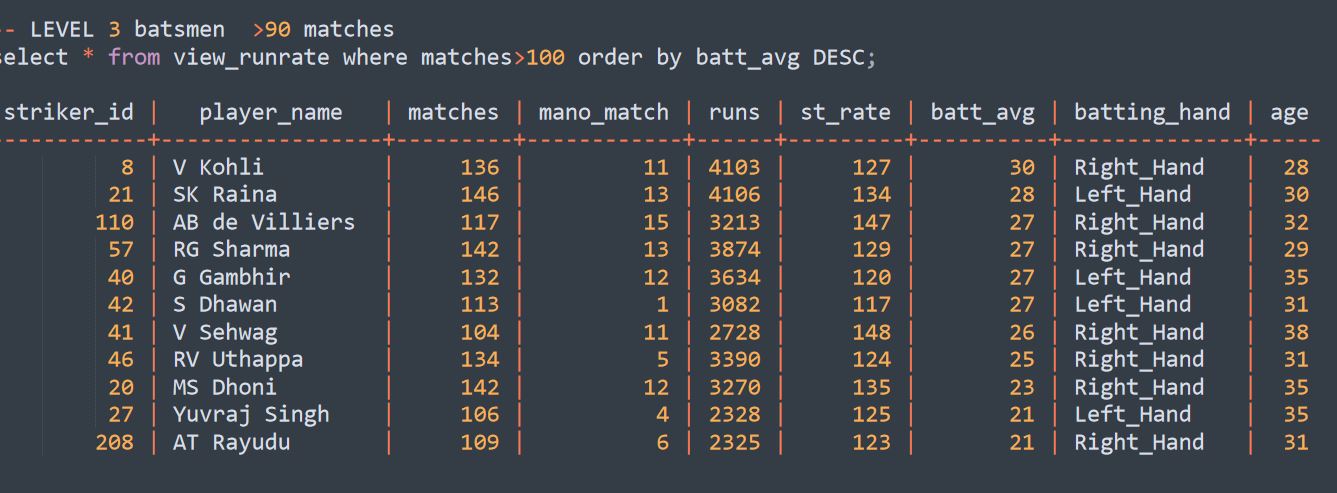 - LEVEL 3 batsmen >90 matches
select * from view_runrate where matches>100 order by batt_avg DESC;
striker_id | player_name | matches | mano_match | runs | st_rate | batt_avg | batting_hand | age
-----------+-----------------+---------+------------+------+---------+----------+--------------+-----
8 | V Kohli | 136 | 11 | 4103 | 127 | 30 | Right_Hand | 28
21 | SK Raina | 146 | 13 | 4106 | 134 | 28 | Left_Hand | 30
110 | AB de Villiers | 117 | 15 | 3213 | 147 | 27 | Right_Hand | 32
57 | RG Sharma | 142 | 13 | 3874 | 129 | 27 | Right_Hand | 29
40 | G Gambhir | 132 | 12 | 3634 | 120 | 27 | Left_Hand | 35
42 | S Dhawan | 113 | 1 | 3082 | 117 | 27 | Left_Hand | 31
41 | V Sehwag | 104 | 11 | 2728 | 148 | 26 | Right_Hand | 38
46 | RV Uthappa | 134 | 5 | 3390 | 124 | 25 | Right_Hand | 31
20 | MS Dhoni | 142 | 12 | 3270 | 135 | 23 | Right_Hand | 35
27 | Yuvraj Singh | 106 | 4 | 2328 | 125 | 21 | Left_Hand | 35
208 | AT Rayudu | 109 | 6 | 2325 | 123 | 21 | Right_Hand | 31